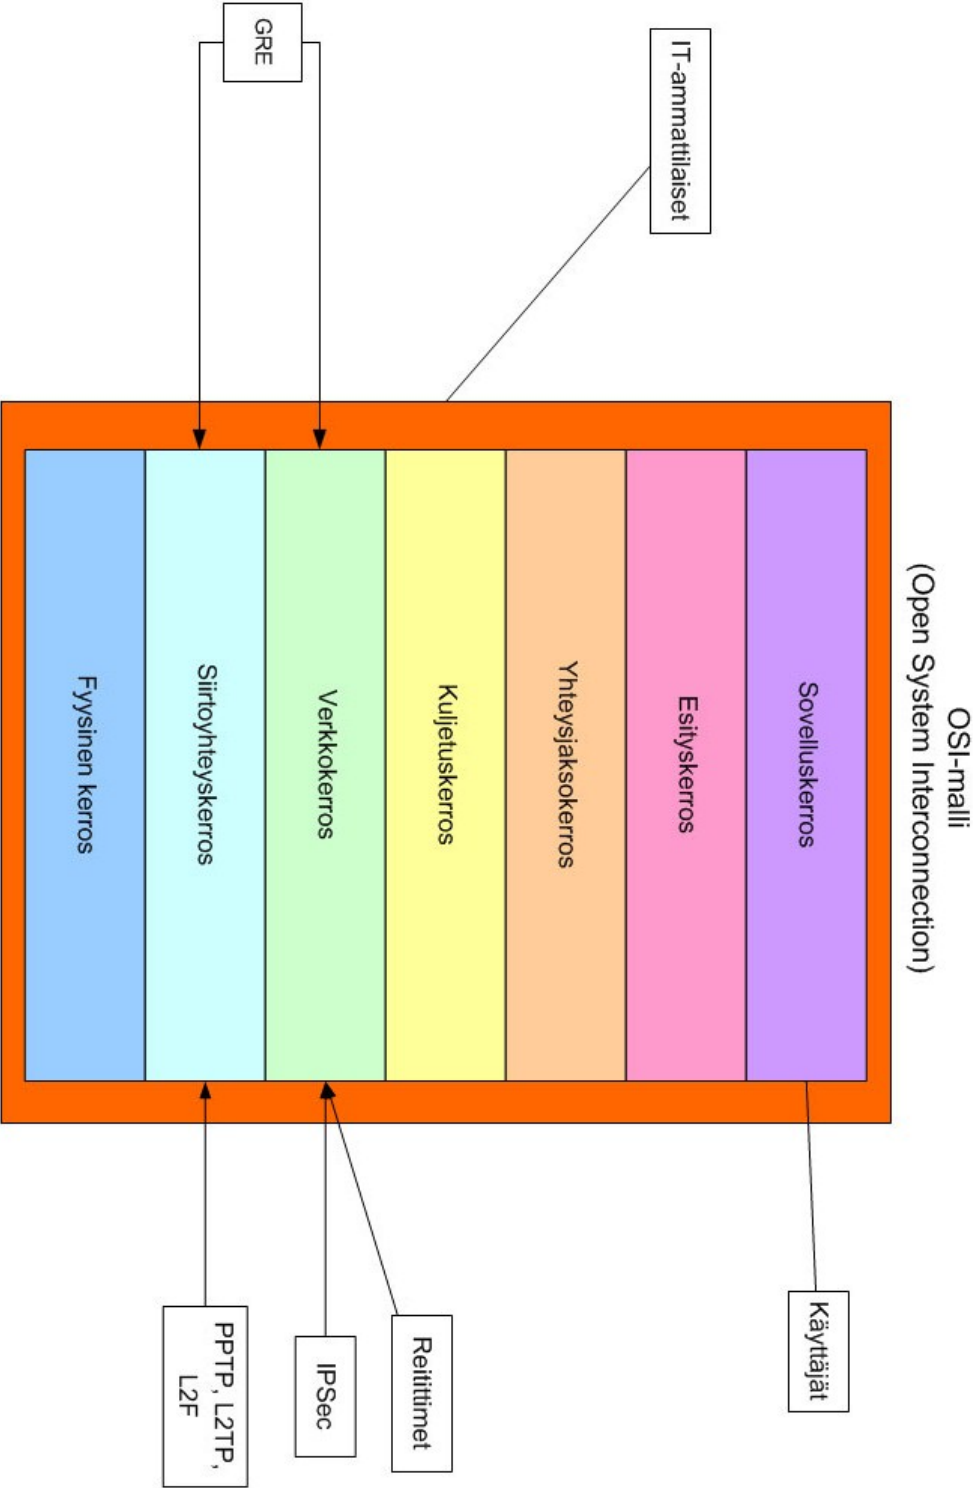 OSI-malli
(Open System Interconnection)
IT-ammattilaiset
GRE
Sovelluskerros
Esityskerros
Yhteysjaksokerros
Kuljetuskerros
Verkkokerros
Siirtoyhteyskerros
Fyysinen kerros
Käyttäjät
Reitittimet
IPSec
PPTP, L2TP,
L2F